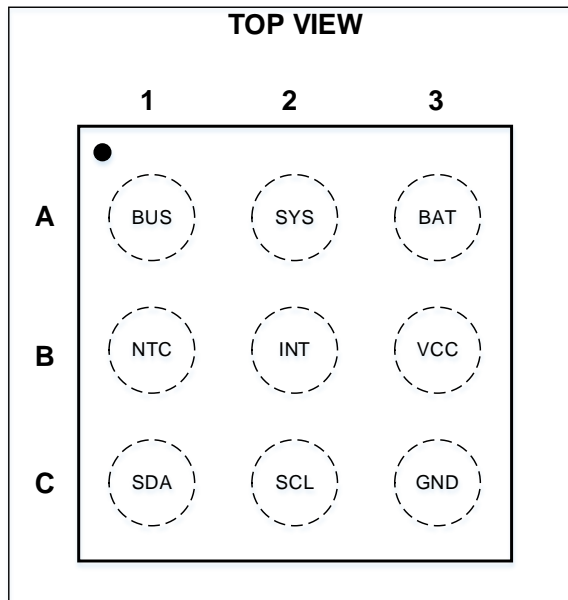 TOP VIEW
1 2 3
A BUS SYS BAT
B NTC INT VCC
C SDA SCL GND